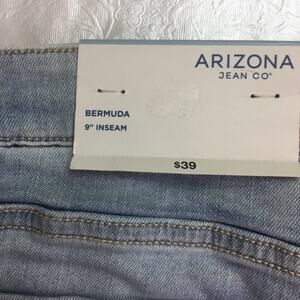 ARIZONA
JEAN CO®
BERMUDA
9" INSEAM
$39